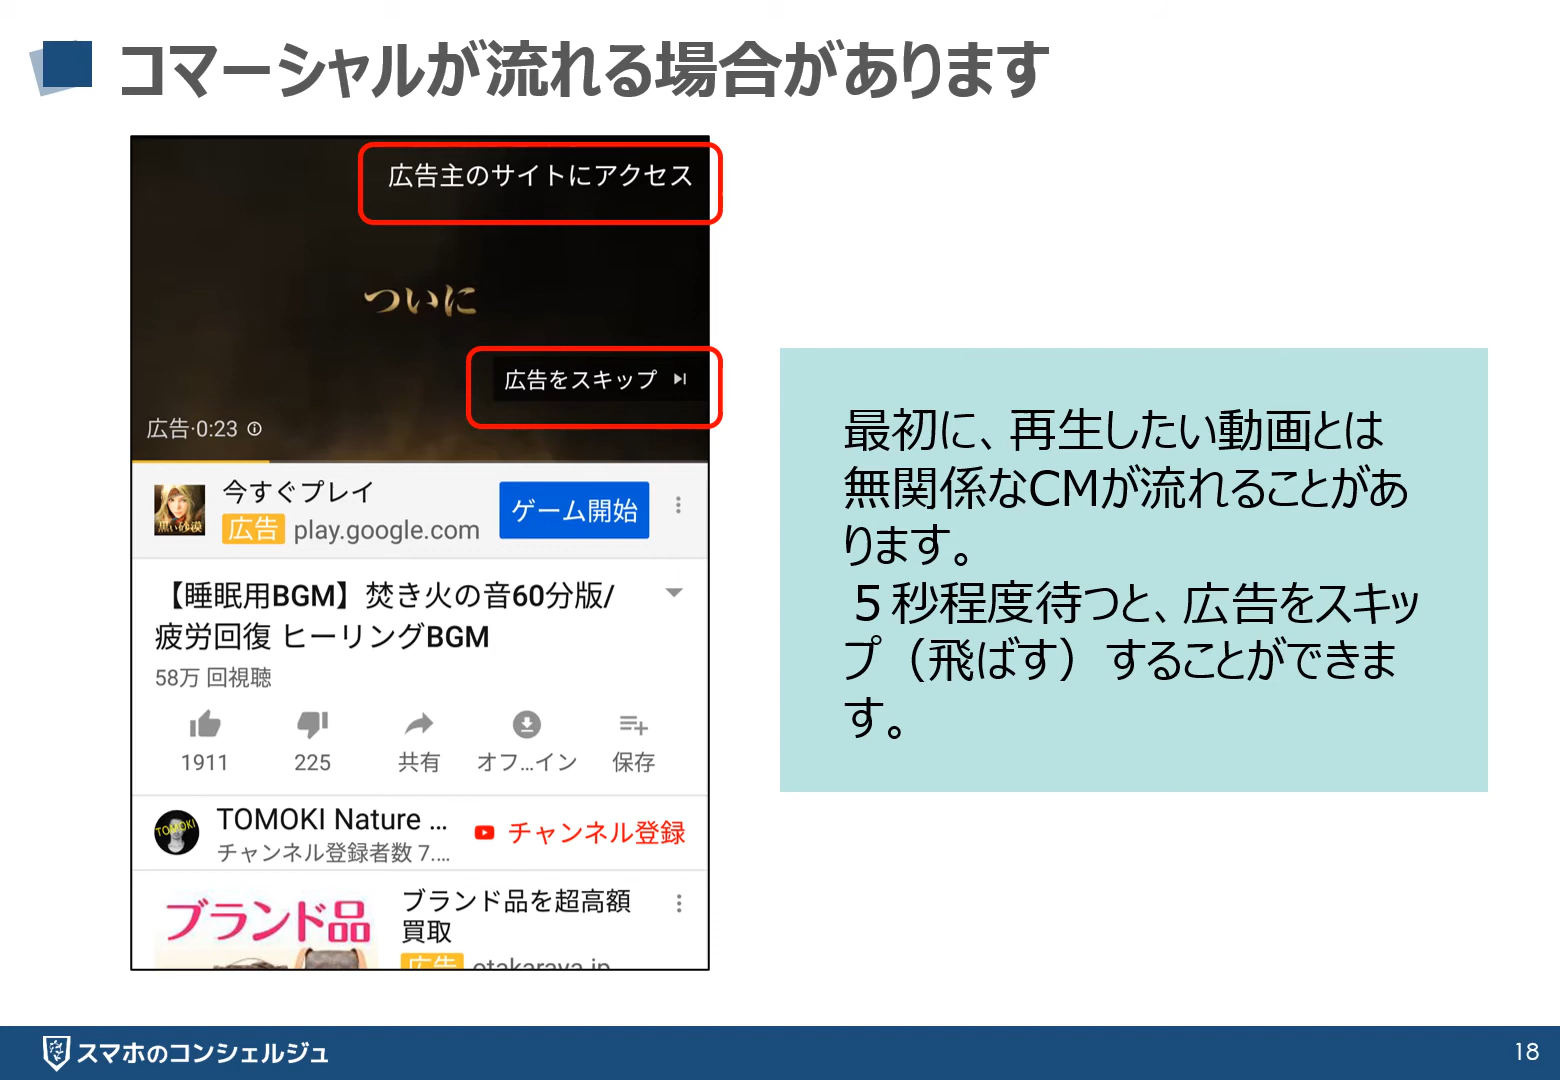 コマーシャルが流れる場合があります
広告主のサイトにアクセス
ついに
広告をスキップ
広告·0:23
今すぐプレイ
広告 play.google.com
ゲーム開始
黒い砂漠
【睡眠用BGM】焚き火の音60分版/
疲労回復 ヒーリングBGM
58万 回視聴
1911
225
共有
オフ...イン
保存
TOMOKI
TOMOKI Nature ...
チャンネル登録者数 7....
チャンネル登録
ブランド品
ブランド品を超高額
買取
広告 otakaraya.jp
最初に、再生したい動画とは
無関係なCMが流れることがあ
ります。
５秒程度待つと、広告をスキッ
プ（飛ばす）することができま
す。
スマホのコンシェルジュ
18